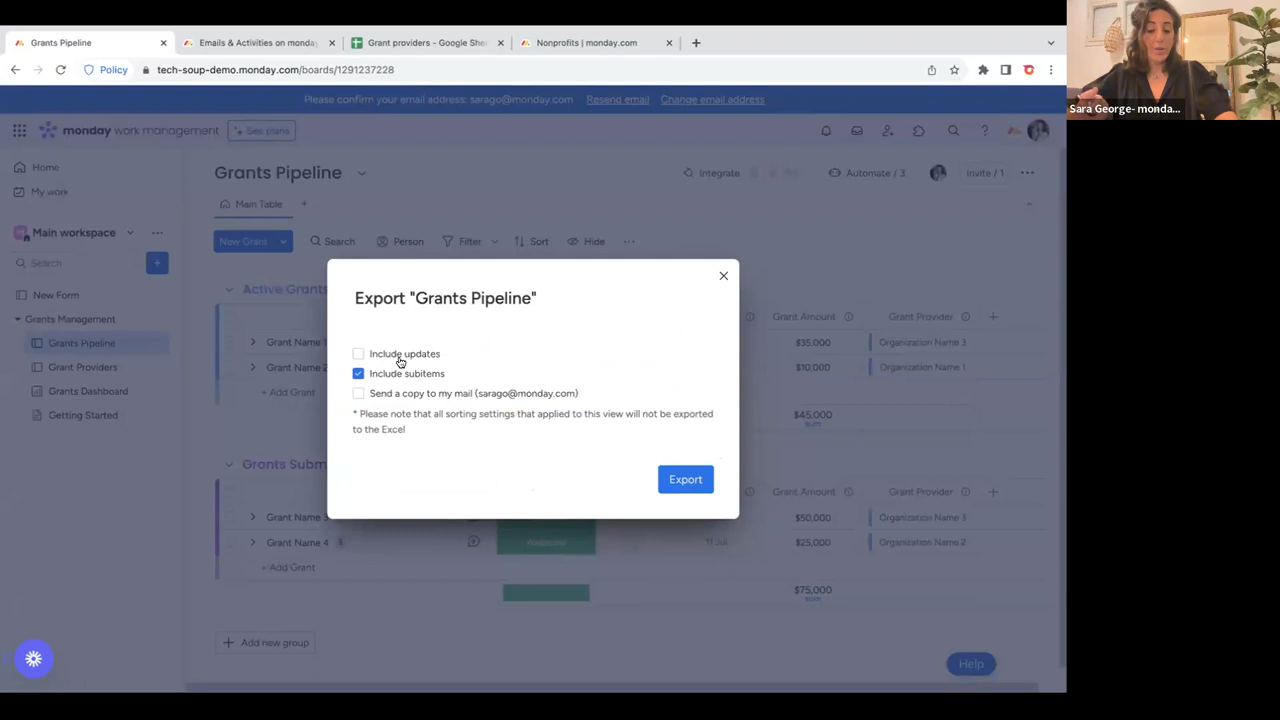 Grants Pipeline
Emails & Activities on monda
Grant providers - Google She
Nonprofits | monday.com
Policy
tech-soup-demo.monday.com/boards/1291237228
Please confirm your email address: sarago@monday.com Resend email Change email address
monday work management
See plans
Home
My work
Main workspace
Search
New Form
Grants Management
Grants Pipeline
Grant Providers
Grants Dashboard
Getting Started
Grants Pipeline
Integrate
Automate / 3
Invite / 1
Main Table
New Grant
Search
Person
Filter
Sort
Hide
Active Grants
Grant Amount
Grant Provider
Grant Name 1
$35,000
Organization Name 3
Grant Name 2
$10,000
Organization Name 1
+ Add Grant
$45,000
sum
Export "Grants Pipeline"
Include updates
Include subitems
Send a copy to my mail (sarago@monday.com)
* Please note that all sorting settings that applied to this view will not be exported
to the Excel
Export
Grants Subm
Grant Amount
Grant Provider
Grant Name 3
$50,000
Organization Name 3
Grant Name 4
11 Jul
$25,000
Organization Name 2
+ Add Grant
$75,000
sum
+ Add new group
Help
Sara George- monda...